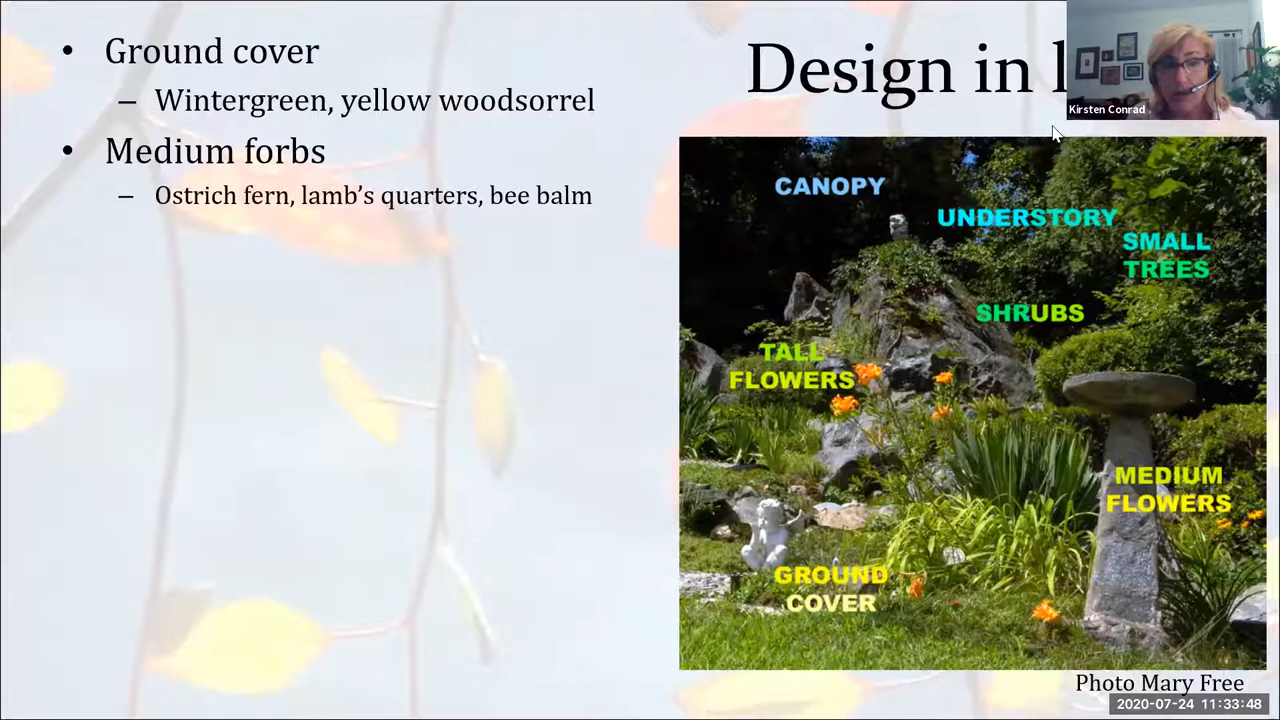 • Ground cover
– Wintergreen, yellow woodsorrel
• Medium forbs
– Ostrich fern, lamb’s quarters, bee balm
Design in
Kirsten Conrad
CANOPY
UNDERSTORY
SMALL
TREES
SHRUBS
TALL
FLOWERS
MEDIUM
FLOWERS
GROUND
COVER
Photo Mary Free
2020-07-24 11:33:48